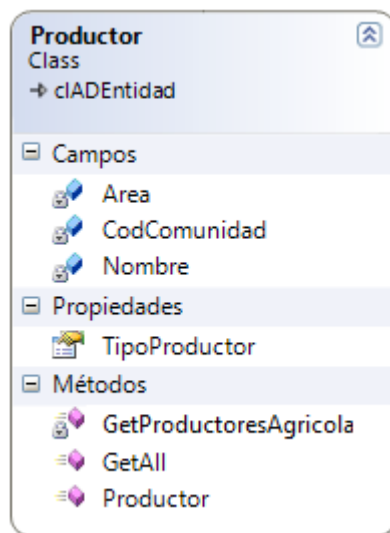 Productor
Class
clADEntidad
Campos
Area
CodComunidad
Nombre
Propiedades
TipoProductor
Métodos
GetProductoresAgricola
GetAll
Productor